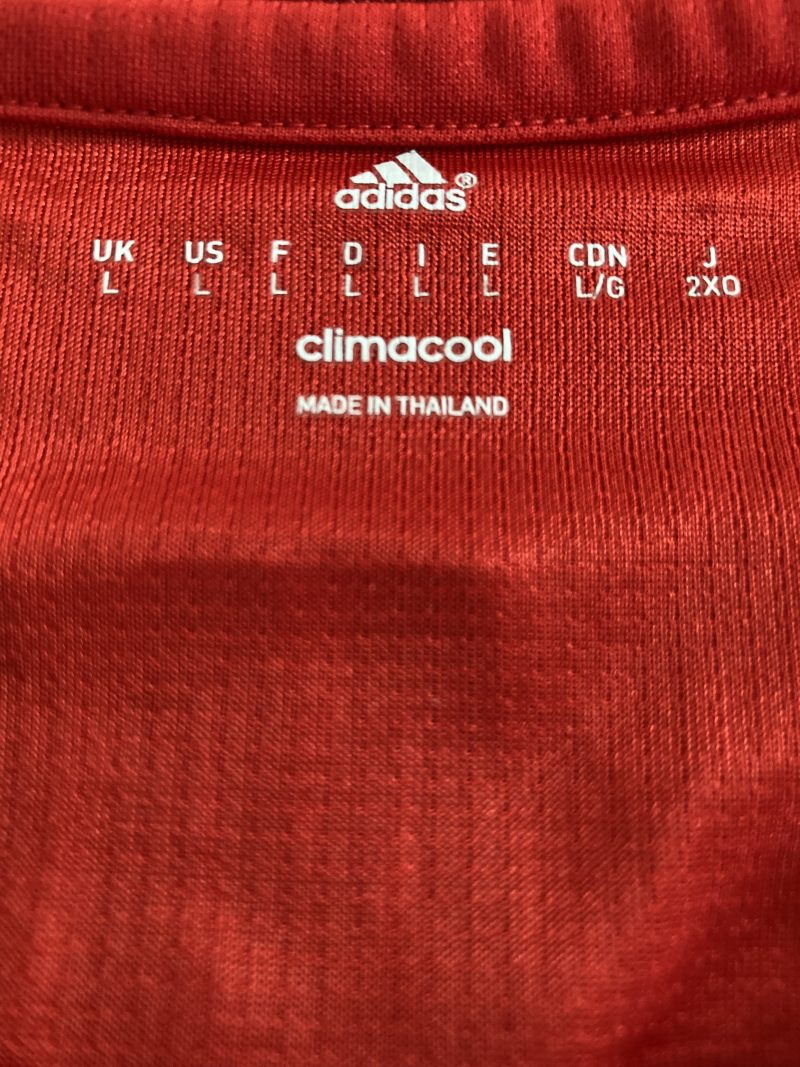 adidas®
UK US F D I E CDN J
L L L L L L L/G 2XO
climacool
MADE IN THAILAND